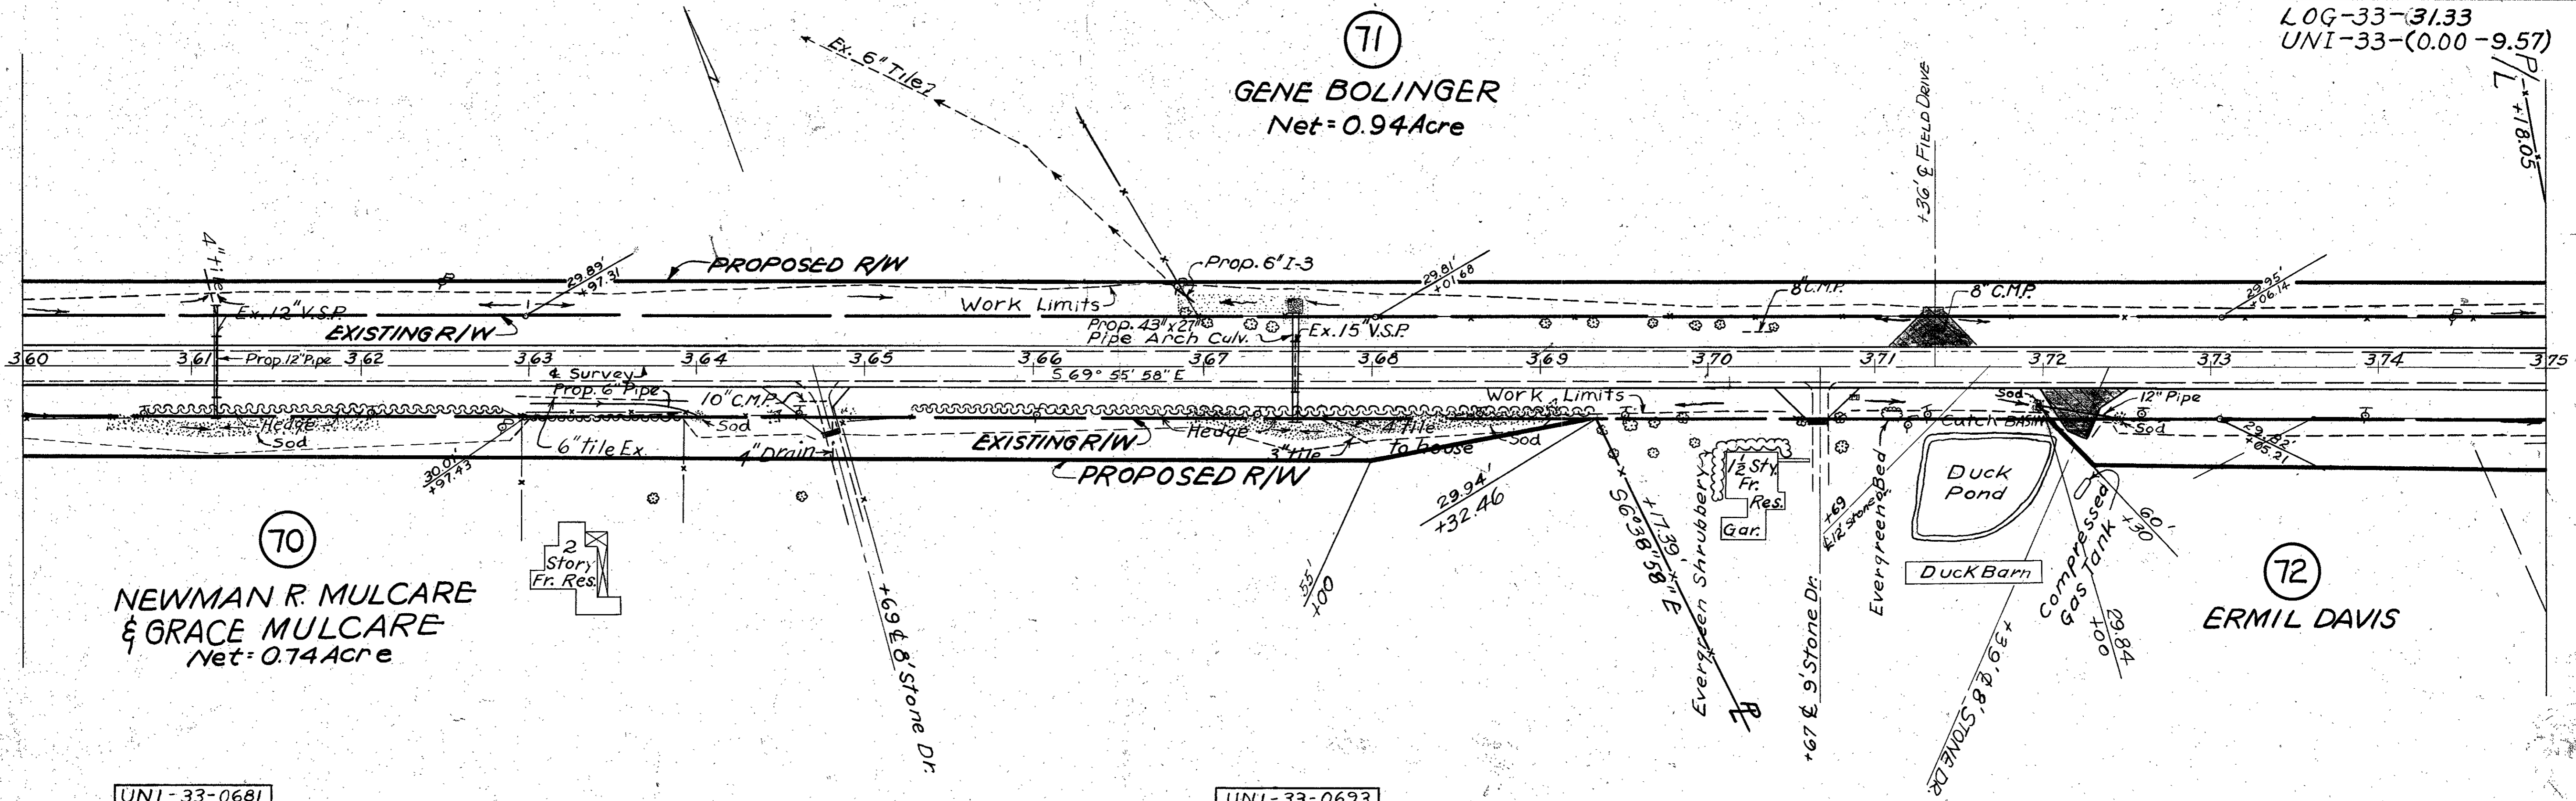 LOG-33-31.33
UNI-33-(0.00-9.57)
P/L
+18.05
71
GENE BOLINGER
Net=0.94 Acre
Ex. 6" Tile?
+36' ℄ FIELD DRIVE
4" tile
29.89'
+97.31
PROPOSED R/W
Prop. 6" I-3
29.81'
+01.68
8" C.M.P.
8" C.M.P.
29.95'
+06.14
Work Limits
Ex. 12" V.S.P.
EXISTING R/W
Prop. 43"x27"
Pipe Arch Culv.
Ex. 15" V.S.P.
3.60
3.61
Prop. 12" Pipe
3.62
3.63
3.64
3.65
3.66
3.67
3.68
3.69
3.70
3.71
3.72
3.73
3.74
3.75
℄ Survey
S 69° 55' 58" E
Prop. 6" Pipe
10" C.M.P.
Work Limits
Sod
12" Pipe
Hedge
Sod
6" tile Ex.
Sod
4" Drain
EXISTING R/W
Hedge
3" tile
4" tile
to house
Sod
Catch BASIN
Sod
29.82'
+05.21
30.01'
+97.43
PROPOSED R/W
55'
+00
29.94'
+32.46
+17.39'
S6°38'58" E
P/L
Evergreen Shrubbery
1½ Sty.
Fr.
Res.
Gar.
+67 ℄ 9' Stone Dr.
+69
℄ 12' Stone
Evergreen Bed
Duck
Pond
Duck Barn
Compressed
Gas Tank
60'
+30
29.84
+00
+39' ℄ 8' STONE DR.
70
NEWMAN R. MULCARE
& GRACE MULCARE
Net=0.74 Acre
2
Story
Fr. Res.
+69 ℄ 8' Stone Dr.
72
ERMIL DAVIS
UNI-33-0681
UNI-33-0693